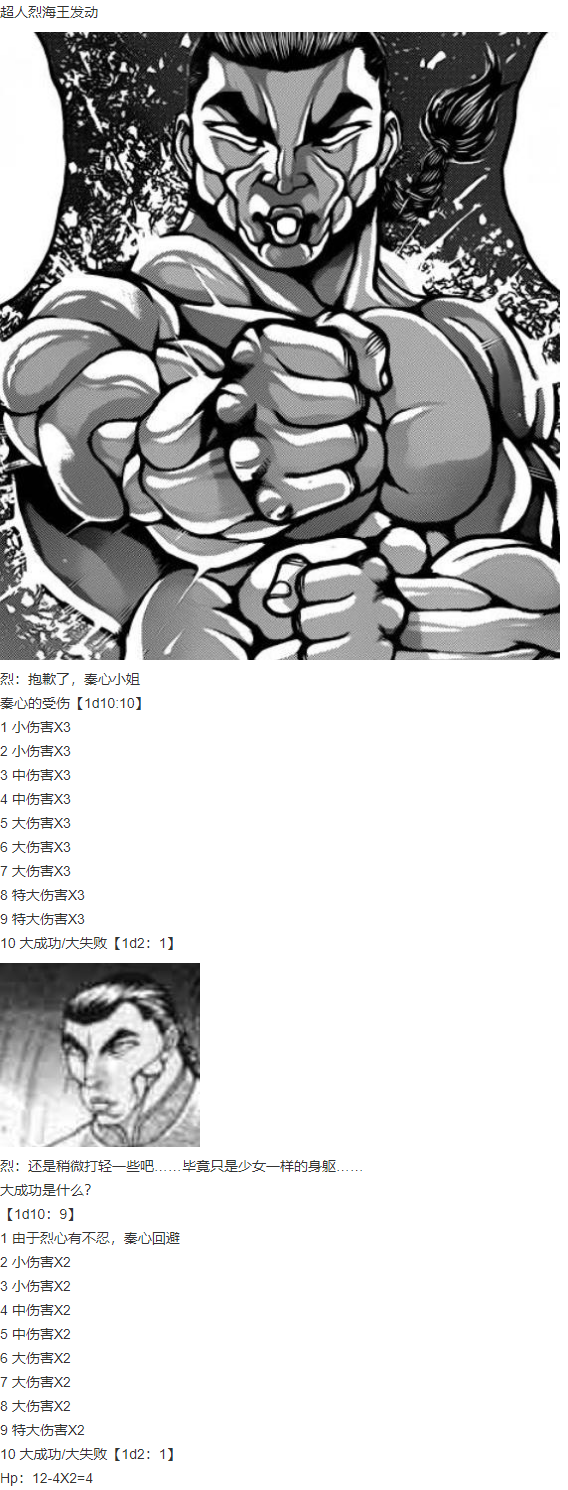 超人烈海王发动
烈：抱歉了，秦心小姐
秦心的受伤【1d10:10】
1 小伤害X3
2 小伤害X3
3 中伤害X3
4 中伤害X3
5 大伤害X3
6 大伤害X3
7 大伤害X3
8 特大伤害X3
9 特大伤害X3
10 大成功/大失败【1d2：1】
烈：还是稍微打轻一些吧……毕竟只是少女一样的身躯……
大成功是什么？
【1d10：9】
1 由于烈心有不忍，秦心回避
2 小伤害X2
3 小伤害X2
4 中伤害X2
5 中伤害X2
6 大伤害X2
7 大伤害X2
8 大伤害X2
9 特大伤害X2
10 大成功/大失败【1d2：1】
Hp：12-4X2=4